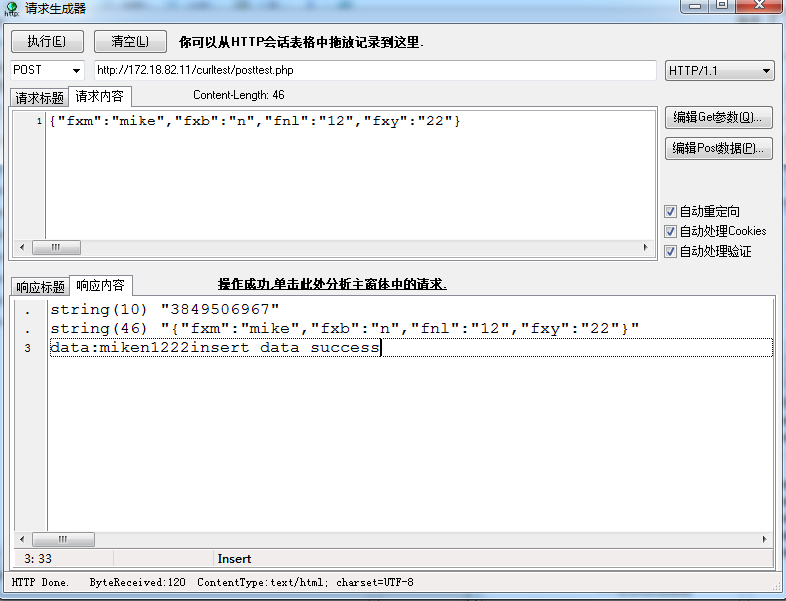 http: 请求生成器
执行(E) 清空(L) 你可以从HTTP会话表格中拖放记录到这里.
POST http://172.18.82.11/curltest/posttest.php HTTP/1.1
请求标题 请求内容 Content-Length: 46
1 {"fxm":"mike","fxb":"n","fnl":"12","fxy":"22"}
编辑Get参数(Q)...
编辑Post数据(P)...
自动重定向
自动处理Cookies
自动处理验证
响应标题 响应内容 操作成功,单击此处分析主窗体中的请求.
. string(10) "3849506967"
. string(46) "{"fxm":"mike","fxb":"n","fnl":"12","fxy":"22"}"
3 data:miken1222insert data success
3: 33 Insert
HTTP Done. ByteReceived:120 ContentType:text/html; charset=UTF-8